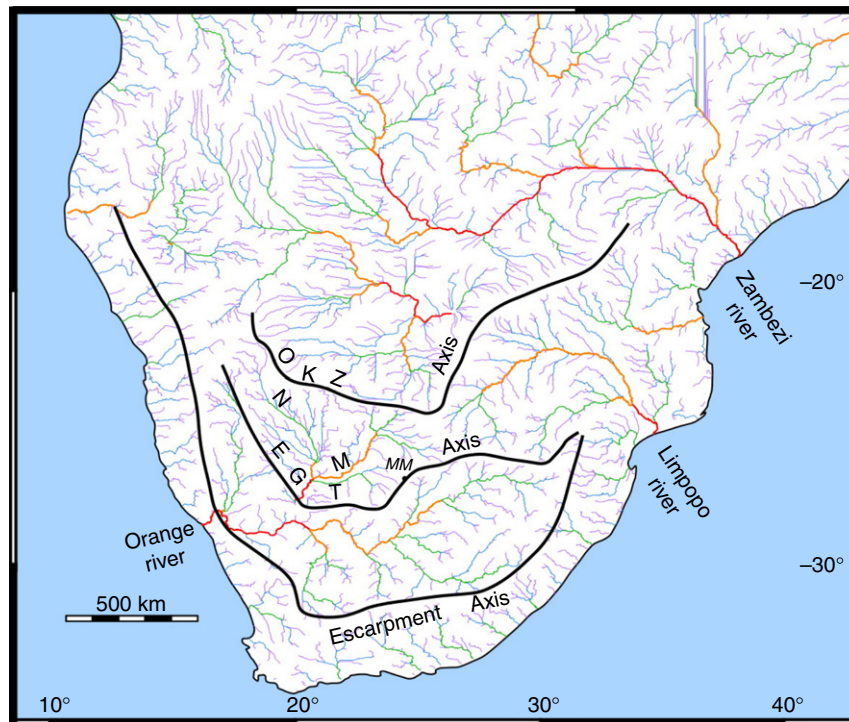 –20°
Zambezi
river
O K Z Axis
N
E G M MM Axis
T
Limpopo
river
Orange
river
–30°
500 km
Escarpment Axis
10° 20° 30° 40°